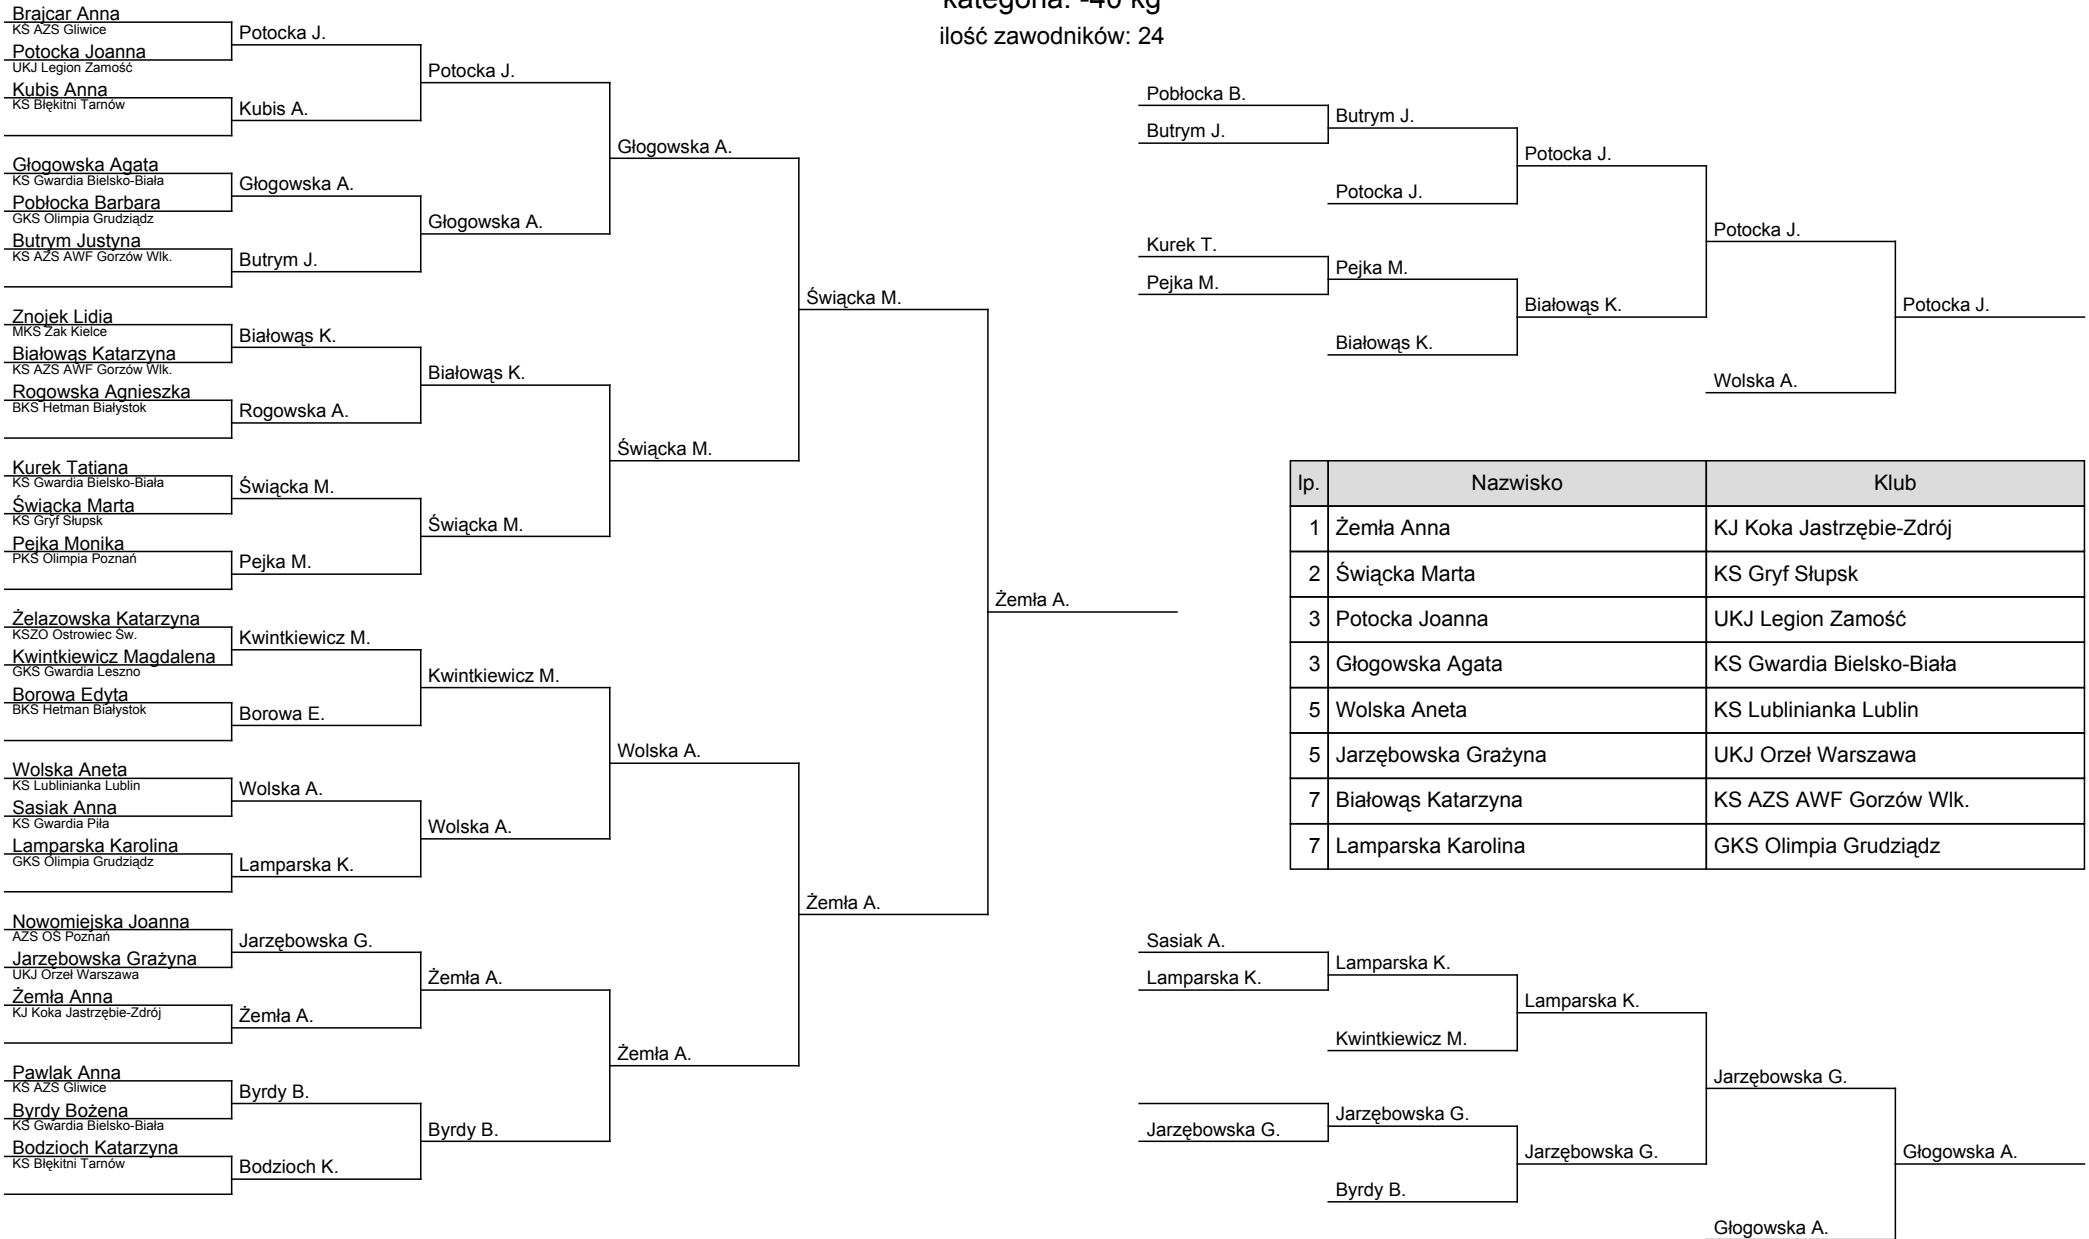 kategoria: -40 kg
ilość zawodników: 24
Brajcar Anna
KS AZS Gliwice
Potocka Joanna
UKJ Legion Zamość
Kubis Anna
KS Błękitni Tarnów
Głogowska Agata
KS Gwardia Bielsko-Biała
Pobłocka Barbara
GKS Olimpia Grudziądz
Butrym Justyna
KS AZS AWF Gorzów Wlk.
Znojek Lidia
MKS Żak Kielce
Białowąs Katarzyna
KS AZS AWF Gorzów Wlk.
Rogowska Agnieszka
BKS Hetman Białystok
Kurek Tatiana
KS Gwardia Bielsko-Biała
Świącka Marta
KS Gryf Słupsk
Pejka Monika
PKS Olimpia Poznań
Żelazowska Katarzyna
KSZO Ostrowiec Św.
Kwintkiewicz Magdalena
GKS Gwardia Leszno
Borowa Edyta
BKS Hetman Białystok
Wolska Aneta
KS Lublinianka Lublin
Sasiak Anna
KS Gwardia Piła
Lamparska Karolina
GKS Olimpia Grudziądz
Nowomiejska Joanna
AZS OŚ Poznań
Jarzębowska Grażyna
UKJ Orzeł Warszawa
Żemła Anna
KJ Koka Jastrzębie-Zdrój
Pawlak Anna
KS AZS Gliwice
Byrdy Bożena
KS Gwardia Bielsko-Biała
Bodzioch Katarzyna
KS Błękitni Tarnów
Potocka J.
Kubis A.
Głogowska A.
Butrym J.
Białowąs K.
Rogowska A.
Świącka M.
Pejka M.
Kwintkiewicz M.
Borowa E.
Wolska A.
Lamparska K.
Jarzębowska G.
Żemła A.
Byrdy B.
Bodzioch K.
Potocka J.
Głogowska A.
Białowąs K.
Świącka M.
Kwintkiewicz M.
Wolska A.
Żemła A.
Byrdy B.
Głogowska A.
Świącka M.
Wolska A.
Żemła A.
Świącka M.
Żemła A.
Żemła A.
Pobłocka B.
Butrym J.
Kurek T.
Pejka M.
Butrym J.
Potocka J.
Pejka M.
Białowąs K.
Potocka J.
Białowąs K.
Potocka J.
Wolska A.
Potocka J.
lp. Nazwisko Klub
1 Żemła Anna KJ Koka Jastrzębie-Zdrój
2 Świącka Marta KS Gryf Słupsk
3 Potocka Joanna UKJ Legion Zamość
3 Głogowska Agata KS Gwardia Bielsko-Biała
5 Wolska Aneta KS Lublinianka Lublin
5 Jarzębowska Grażyna UKJ Orzeł Warszawa
7 Białowąs Katarzyna KS AZS AWF Gorzów Wlk.
7 Lamparska Karolina GKS Olimpia Grudziądz
Sasiak A.
Lamparska K.
Jarzębowska G.
Lamparska K.
Kwintkiewicz M.
Jarzębowska G.
Byrdy B.
Lamparska K.
Jarzębowska G.
Jarzębowska G.
Głogowska A.
Głogowska A.